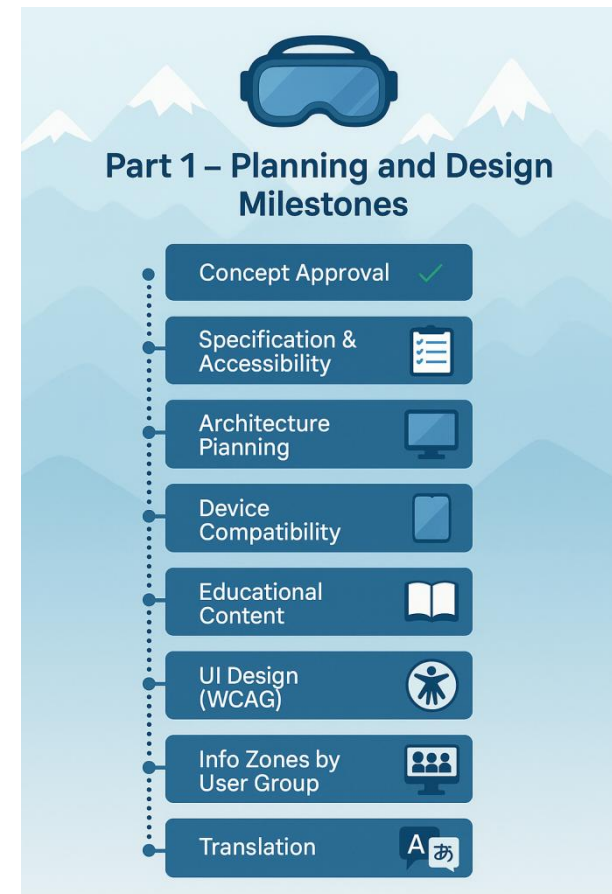 Part 1 – Planning and Design
Milestones
Concept Approval
Specification &
Accessibility
Architecture
Planning
Device
Compatibility
Educational
Content
UI Design
(WCAG)
Info Zones by
User Group
Translation
A あ